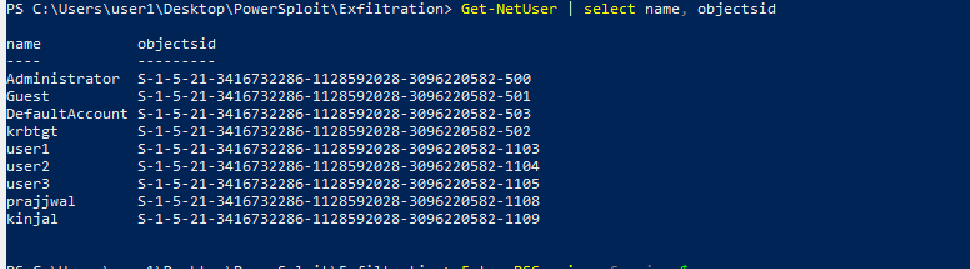 PS C:\Users\user1\Desktop\PowerSploit\Exfiltration> Get-NetUser | select name, objectsid
name objectsid
---- ---------
Administrator S-1-5-21-3416732286-1128592028-3096220582-500
Guest S-1-5-21-3416732286-1128592028-3096220582-501
DefaultAccount S-1-5-21-3416732286-1128592028-3096220582-503
krbtgt S-1-5-21-3416732286-1128592028-3096220582-502
user1 S-1-5-21-3416732286-1128592028-3096220582-1103
user2 S-1-5-21-3416732286-1128592028-3096220582-1104
user3 S-1-5-21-3416732286-1128592028-3096220582-1105
prajjwal S-1-5-21-3416732286-1128592028-3096220582-1108
kinjal S-1-5-21-3416732286-1128592028-3096220582-1109